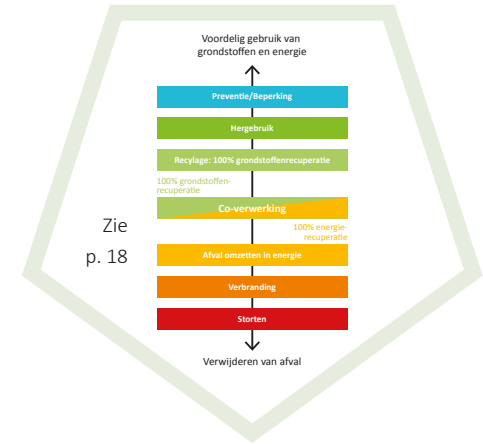 Voordelig gebruik van
grondstoffen en energie
Preventie/Beperking
Hergebruik
Recylage: 100% grondstoffenrecuperatie
100% grondstoffen-
recuperatie
Co-verwerking
100% energie-
recuperatie
Zie
p. 18
Afval omzetten in energie
Verbranding
Storten
Verwijderen van afval